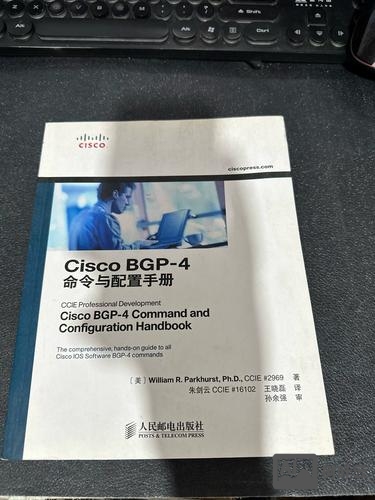 Shift
Ctrl
CISCO
ciscopress.com
Cisco BGP-4
命令与配置手册
CCIE Professional Development
Cisco BGP-4 Command and
Configuration Handbook
The comprehensive, hands-on guide to all
Cisco IOS Software BGP-4 commands
〔美〕William R. Parkhurst, Ph.D., CCIE #2969 著
朱剑云 CCIE #16102 王晓磊 译
孙余强 审
人民邮电出版社
POSTS & TELECOM PRESS